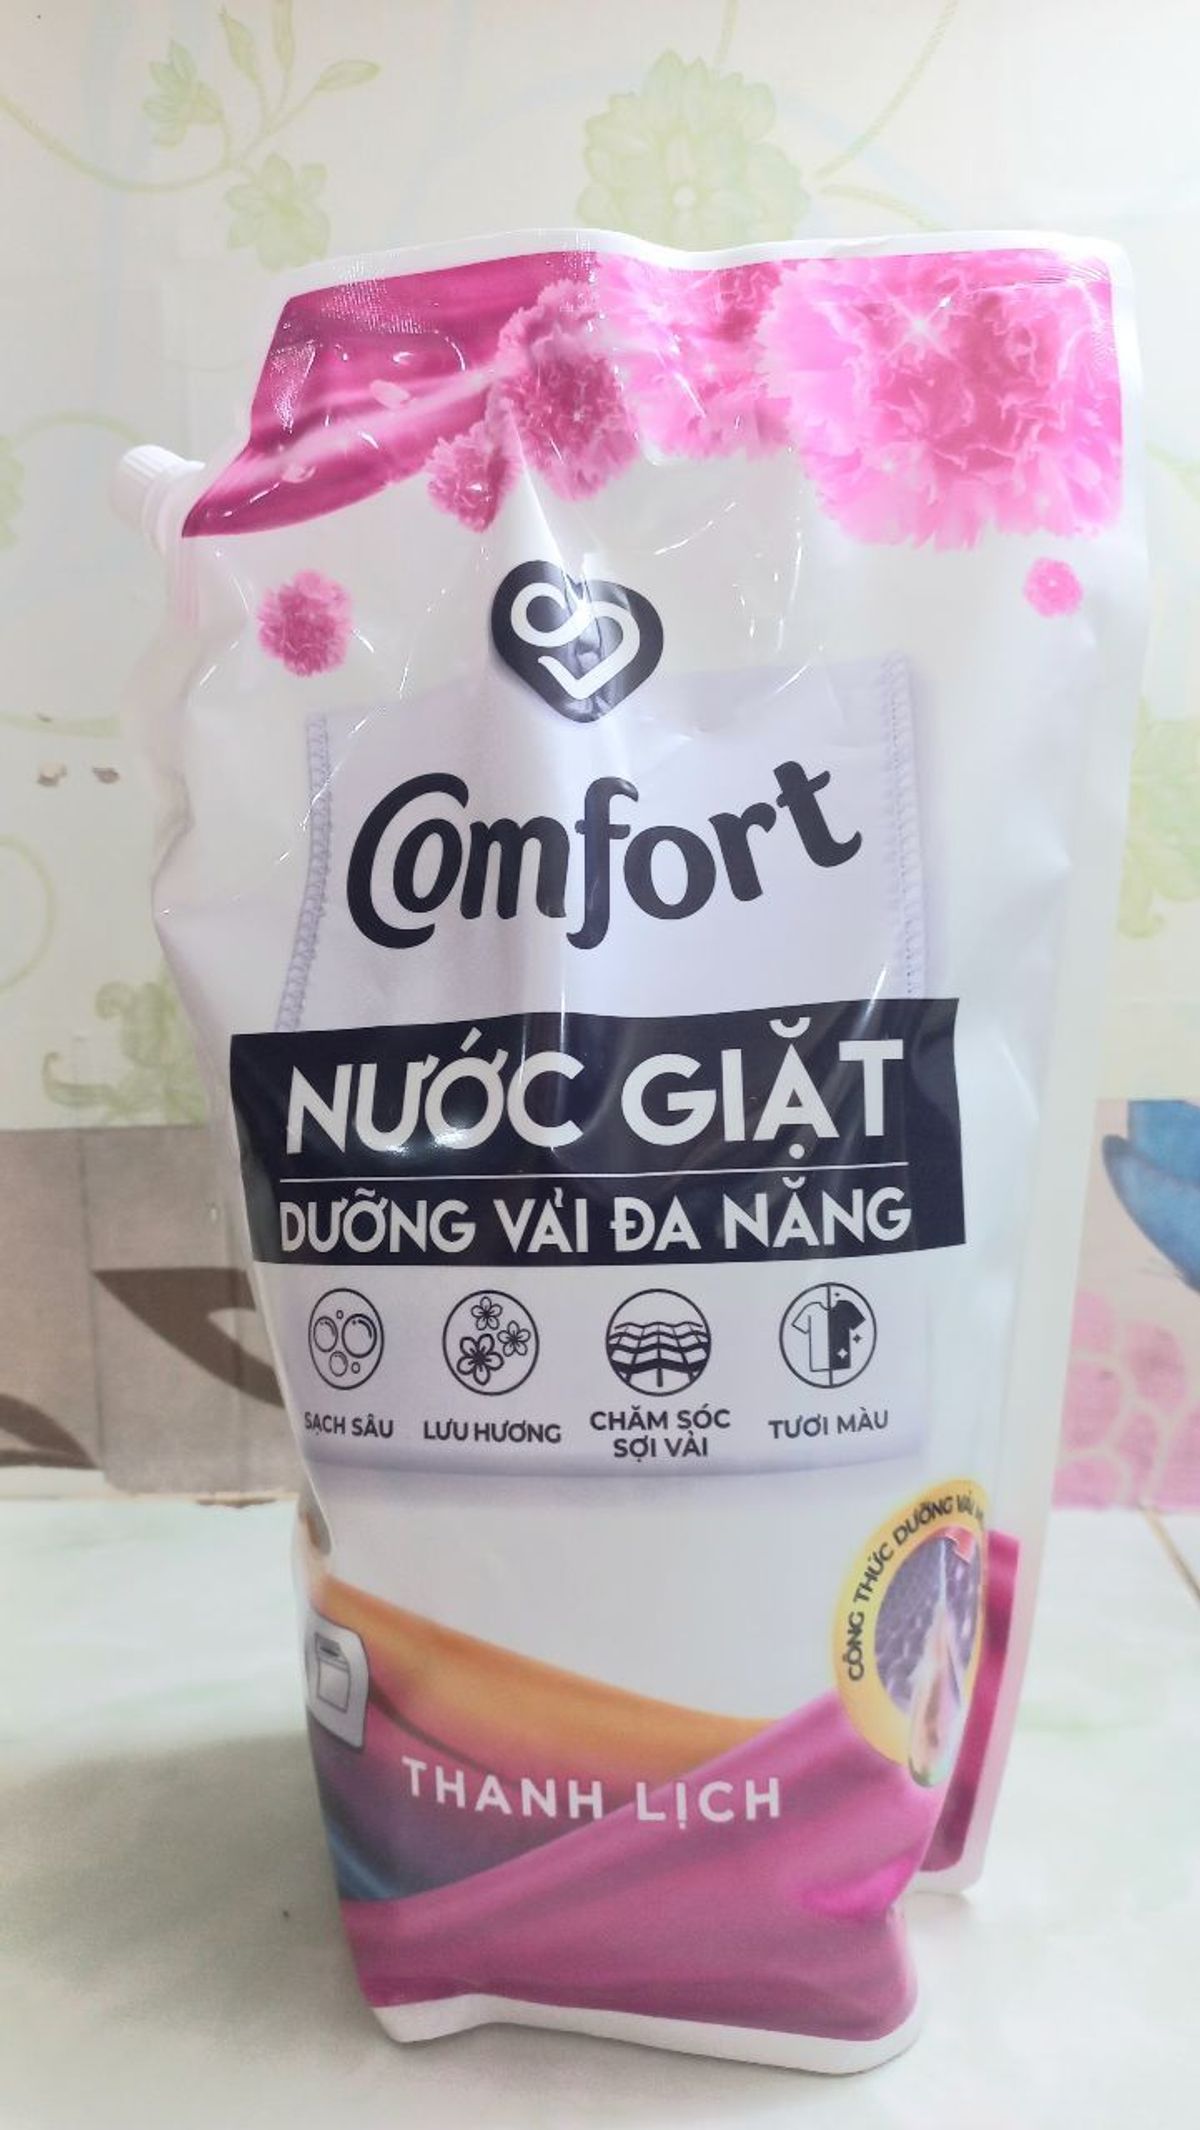 Comfort
NƯỚC GIẶT
DƯỠNG VẢI ĐA NĂNG
SẠCH SÂU
LƯU HƯƠNG
CHĂM SÓC
SỢI VẢI
TƯƠI MÀU
CÔNG THỨC DƯỠNG VẢI
THANH LỊCH